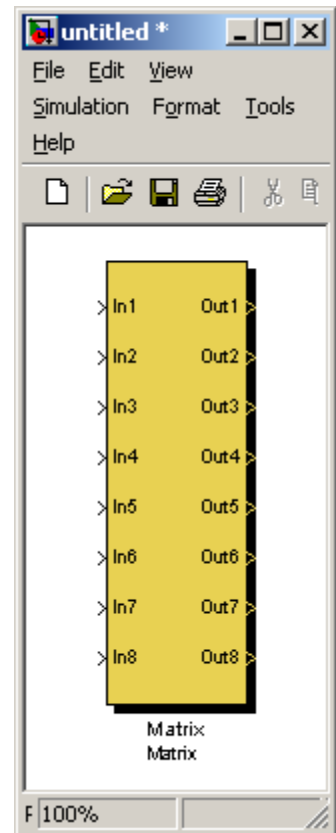 untitled *
File Edit View
Simulation Format Tools
Help
In1 Out1
In2 Out2
In3 Out3
In4 Out4
In5 Out5
In6 Out6
In7 Out7
In8 Out8
Matrix
Matrix
F 100%